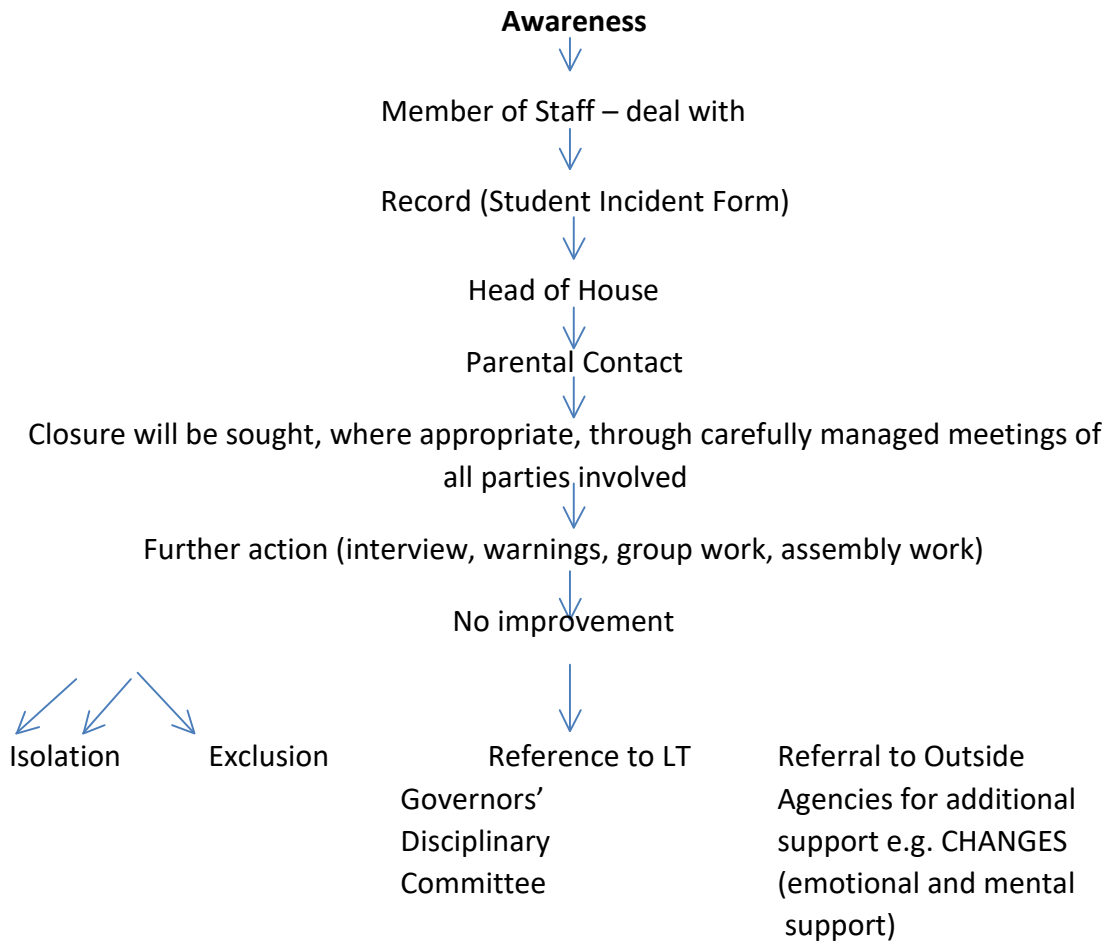 Awareness
Member of Staff – deal with
Record (Student Incident Form)
Head of House
Parental Contact
Closure will be sought, where appropriate, through carefully managed meetings of
all parties involved
Further action (interview, warnings, group work, assembly work)
No improvement
Isolation
Exclusion
Reference to LT
Governors’
Disciplinary
Committee
Referral to Outside
Agencies for additional
support e.g. CHANGES
(emotional and mental
support)